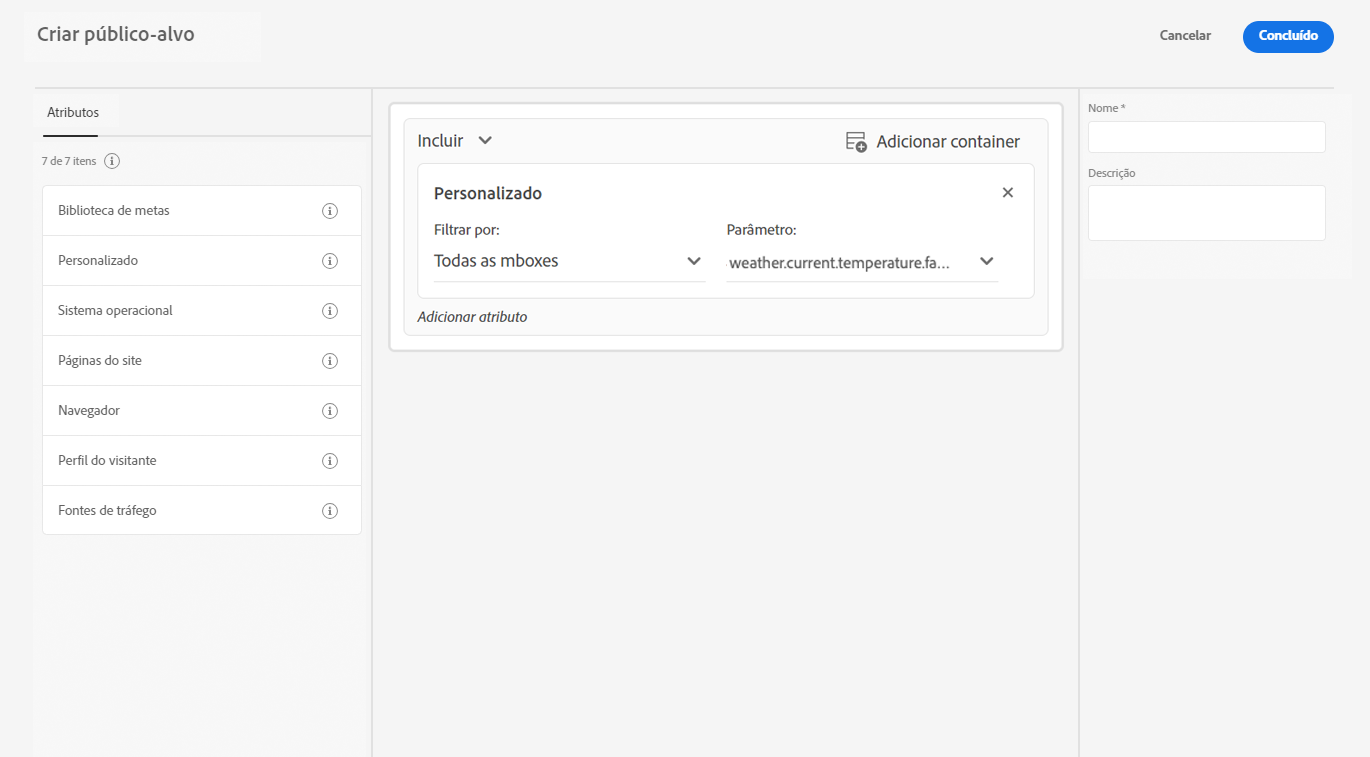 Criar público-alvo
Cancelar
Concluído
Atributos
7 de 7 itens
Biblioteca de metas
Personalizado
Sistema operacional
Páginas do site
Navegador
Perfil do visitante
Fontes de tráfego
Incluir
Adicionar container
Personalizado
Filtrar por:
Parâmetro:
Todas as mboxes
weather.current.temperature.fa...
Adicionar atributo
Nome *
Descrição